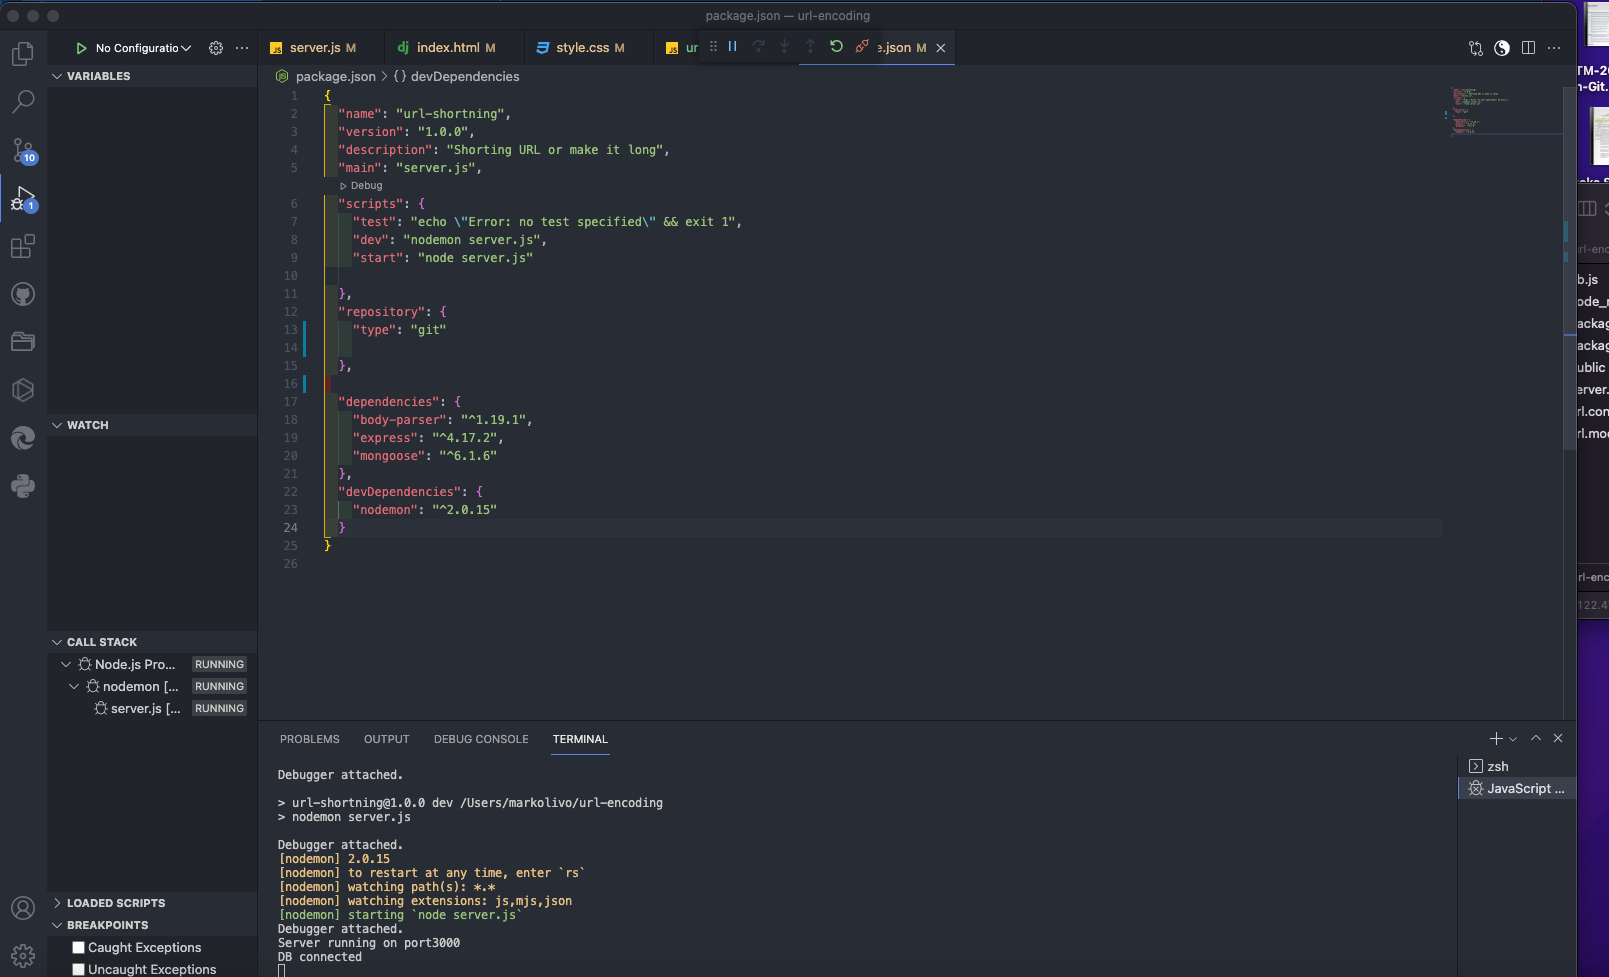 package.json — url-encoding
No Configuratio
server.js M
index.html M
style.css M
ur
e.json M
VARIABLES
package.json > {} devDependencies
1 {
2 "name": "url-shortning",
3 "version": "1.0.0",
4 "description": "Shorting URL or make it long",
5 "main": "server.js",
Debug
6 "scripts": {
7 "test": "echo \"Error: no test specified\" && exit 1",
8 "dev": "nodemon server.js",
9 "start": "node server.js"
10
11 },
12 "repository": {
13 "type": "git"
14
15 },
16
17 "dependencies": {
18 "body-parser": "^1.19.1",
19 "express": "^4.17.2",
20 "mongoose": "^6.1.6"
21 },
22 "devDependencies": {
23 "nodemon": "^2.0.15"
24 }
25 }
26
10
1
WATCH
CALL STACK
Node.js Pro... RUNNING
nodemon [... RUNNING
server.js [... RUNNING
LOADED SCRIPTS
BREAKPOINTS
Caught Exceptions
Uncaught Exceptions
PROBLEMS OUTPUT DEBUG CONSOLE TERMINAL
Debugger attached.
> url-shortning@1.0.0 dev /Users/markolivo/url-encoding
> nodemon server.js
Debugger attached.
[nodemon] 2.0.15
[nodemon] to restart at any time, enter `rs`
[nodemon] watching path(s): *.*
[nodemon] watching extensions: js,mjs,json
[nodemon] starting `node server.js`
Debugger attached.
Server running on port3000
DB connected
zsh
JavaScript ...
TM-20
n-Git.
rl-enc
b.js
ode_r
ackag
ackag
ublic
erver.
rl.con
rl.mod
rl-enc
122.4